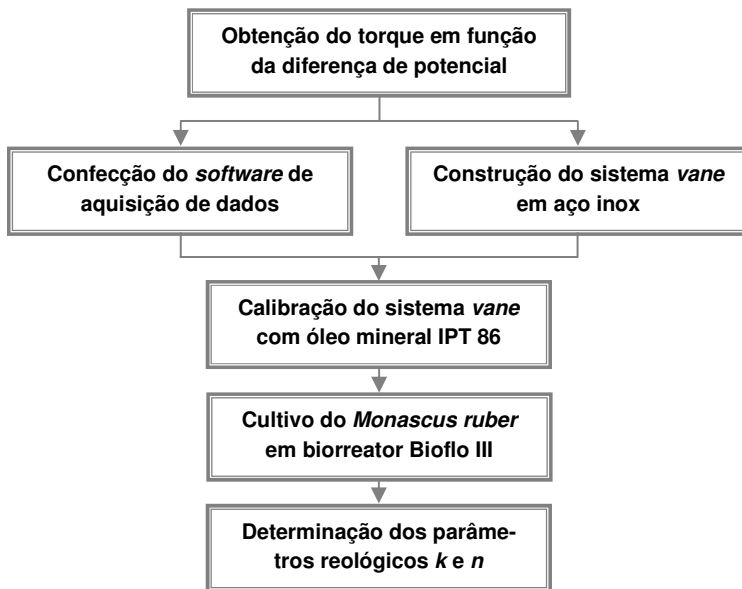 Obtenção do torque em função
da diferença de potencial
Confecção do software de
aquisição de dados
Construção do sistema vane
em aço inox
Calibração do sistema vane
com óleo mineral IPT 86
Cultivo do Monascus ruber
em biorreator Bioflo III
Determinação dos parâme-
tros reológicos k e n